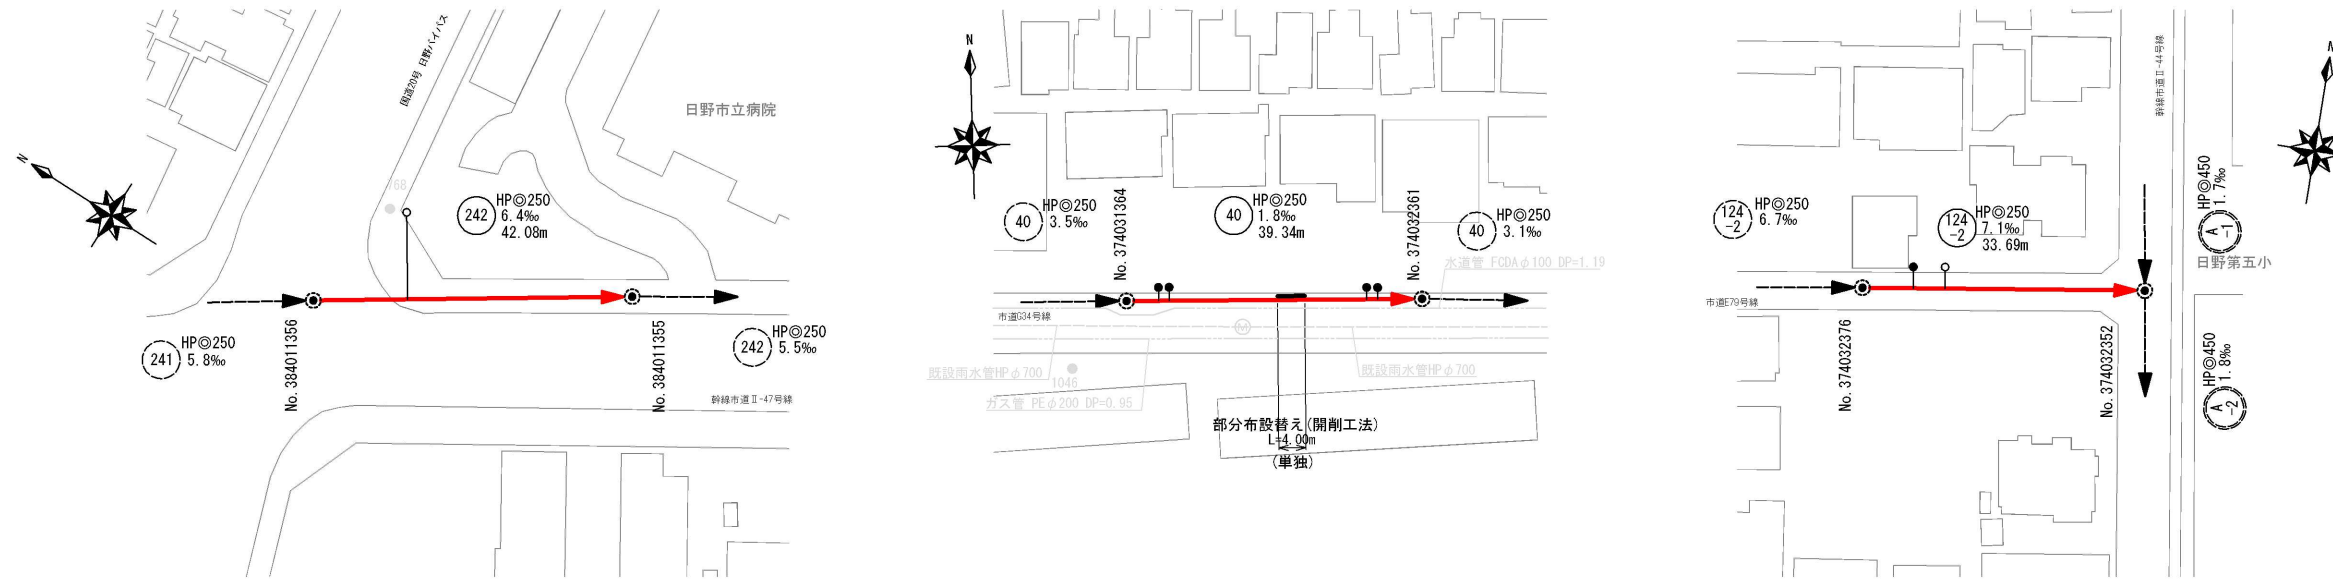 N
国道20号 日野バイパス
日野市立病院
768
242
HP◎250
6.4‰
42.08m
241
HP◎250
5.8‰
No. 384011356
No. 384011355
242
HP◎250
5.5‰
幹線市道Ⅱ-47号線
N
40
HP◎250
3.5‰
No. 374031364
40
HP◎250
1.8‰
39.34m
No. 374032361
40
HP◎250
3.1‰
水道管 FCDAφ100 DP=1.19
市道G34号線
M
既設雨水管HPφ700
既設雨水管HPφ700
1046
ガス管 PEφ200 DP=0.95
部分布設替え(開削工法)
L=4.00m
(単独)
N
幹線市道Ⅱ-44号線
124
-2
HP◎250
6.7‰
124
-2
HP◎250
7.1‰
33.69m
HP◎450
1.7‰
A
-1
日野第五小
市道E79号線
No. 374032376
No. 374032352
HP◎450
1.8‰
A
-2